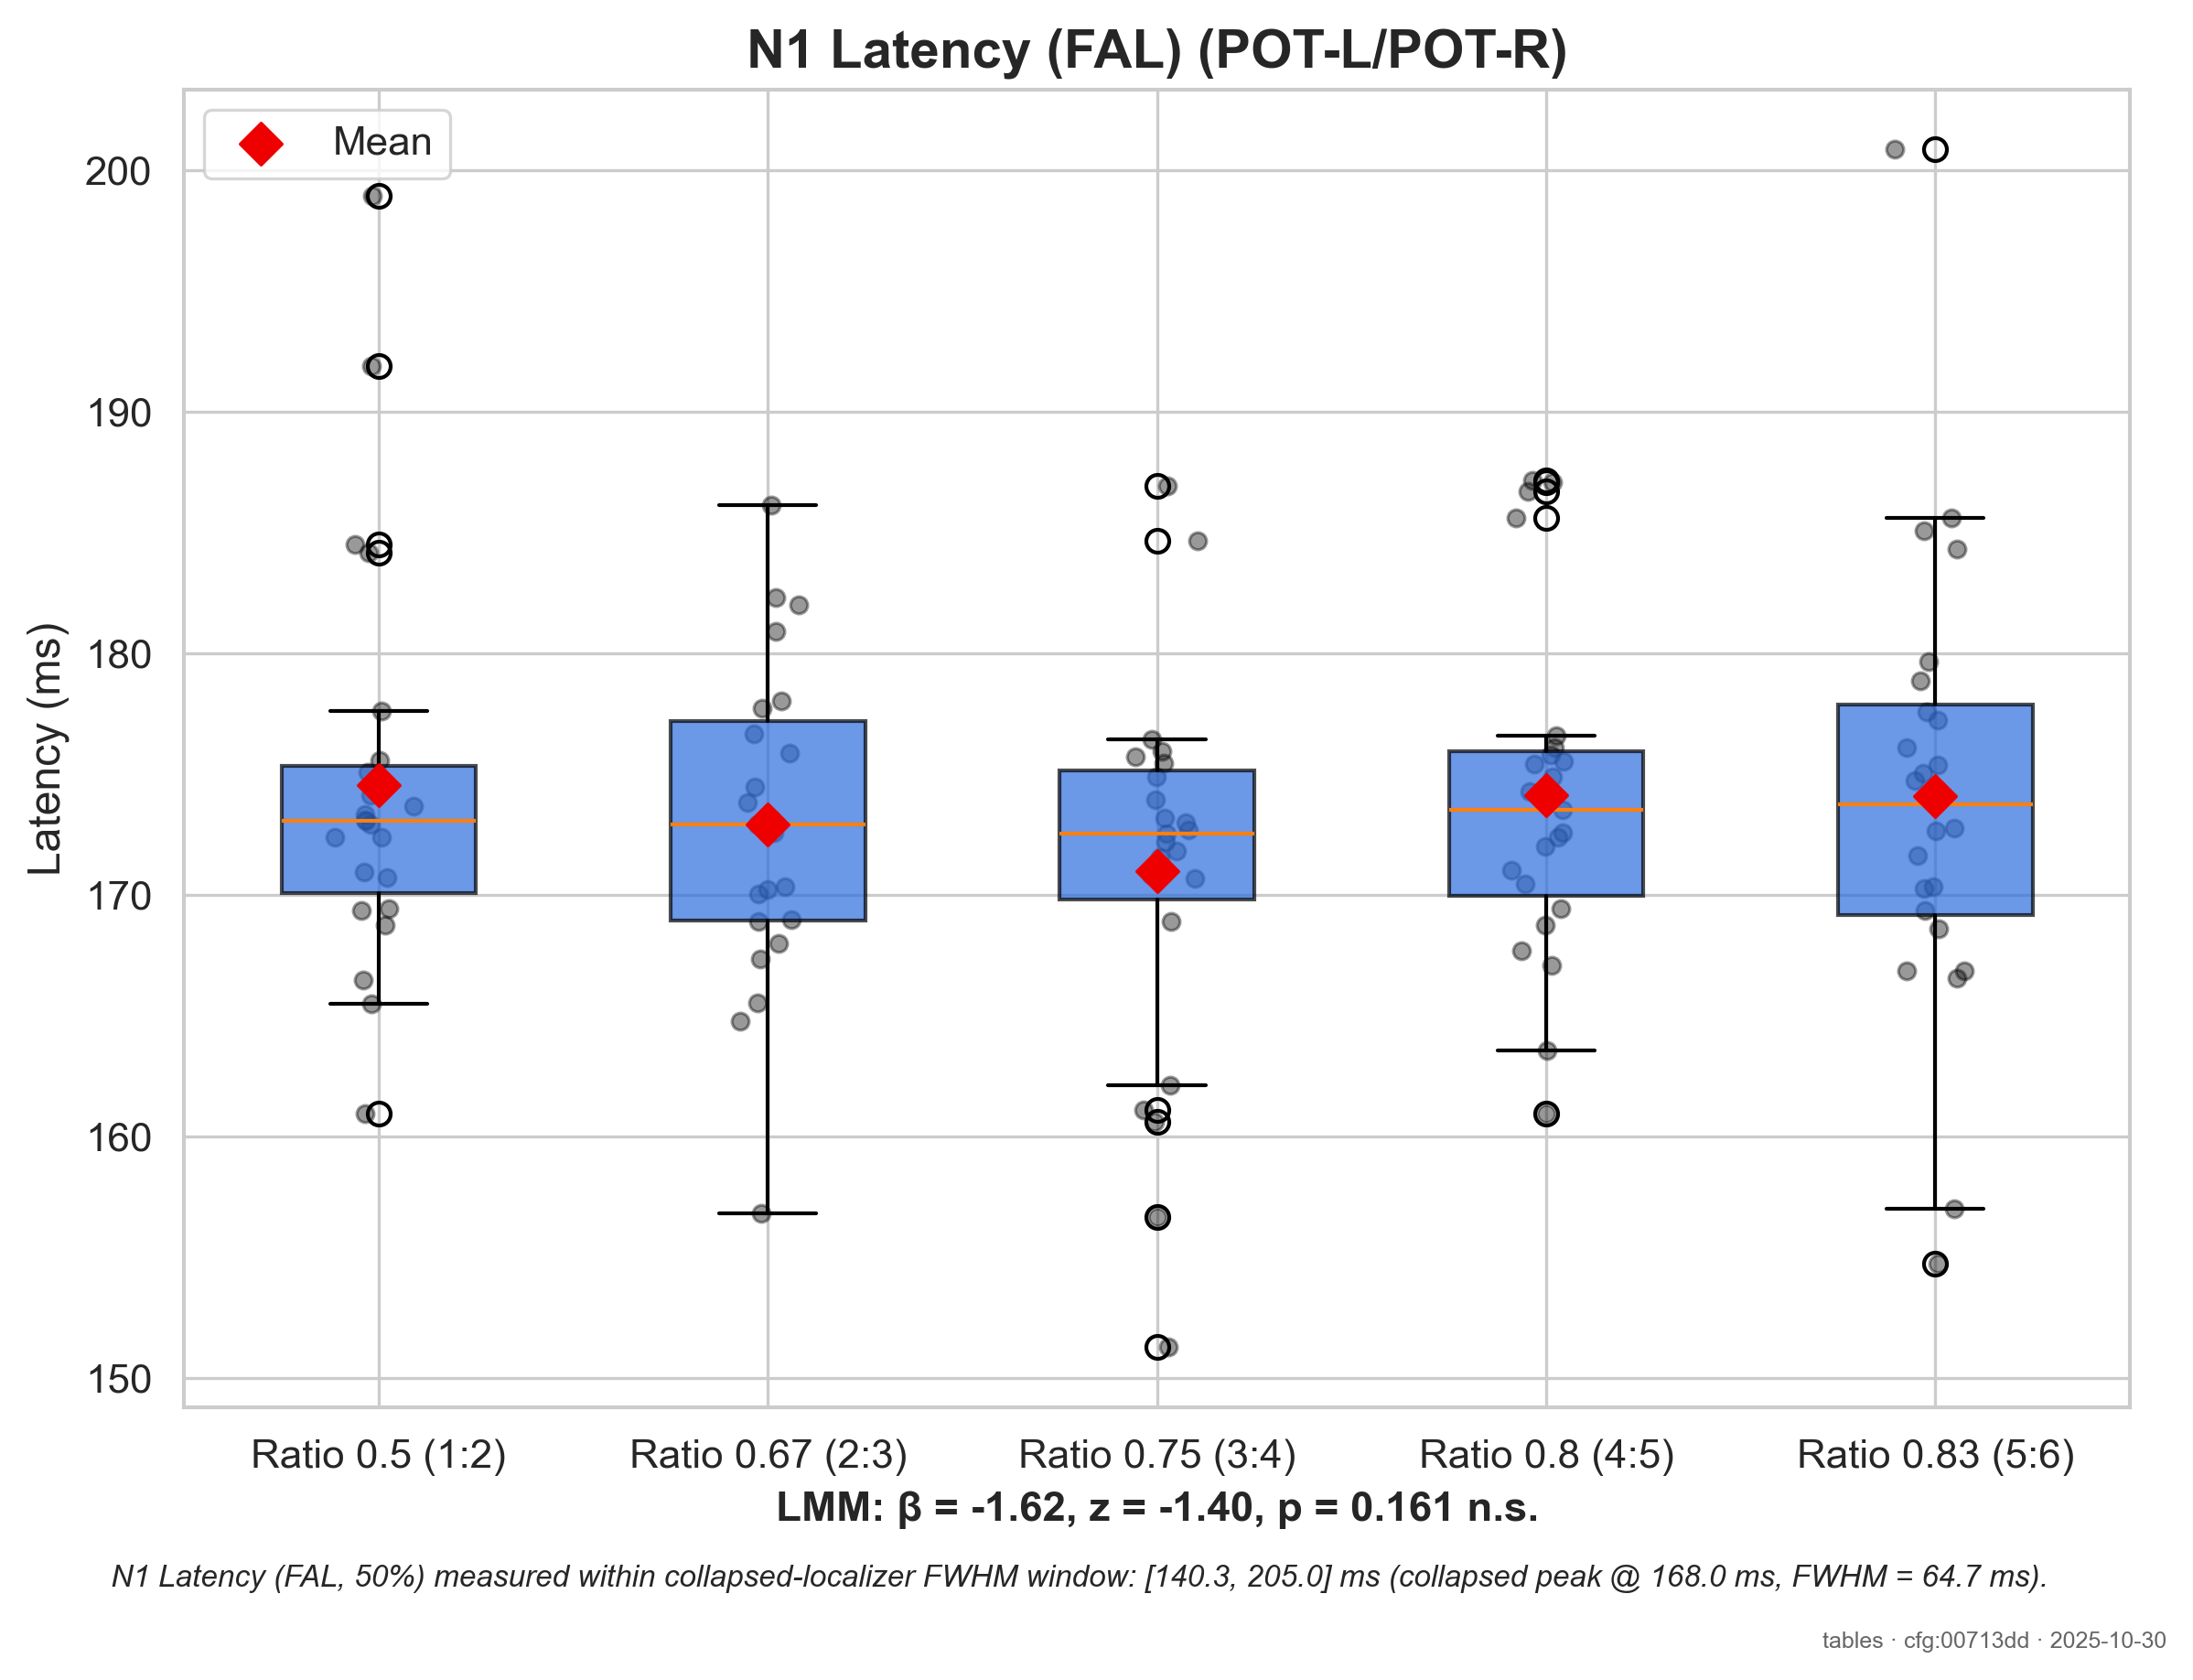 N1 Latency (FAL) (POT-L/POT-R)
Mean
Latency (ms)
200
190
180
170
160
150
Ratio 0.5 (1:2)
Ratio 0.67 (2:3)
Ratio 0.75 (3:4)
Ratio 0.8 (4:5)
Ratio 0.83 (5:6)
LMM: β = -1.62, z = -1.40, p = 0.161 n.s.
N1 Latency (FAL, 50%) measured within collapsed-localizer FWHM window: [140.3, 205.0] ms (collapsed peak @ 168.0 ms, FWHM = 64.7 ms).
tables · cfg:00713dd · 2025-10-30